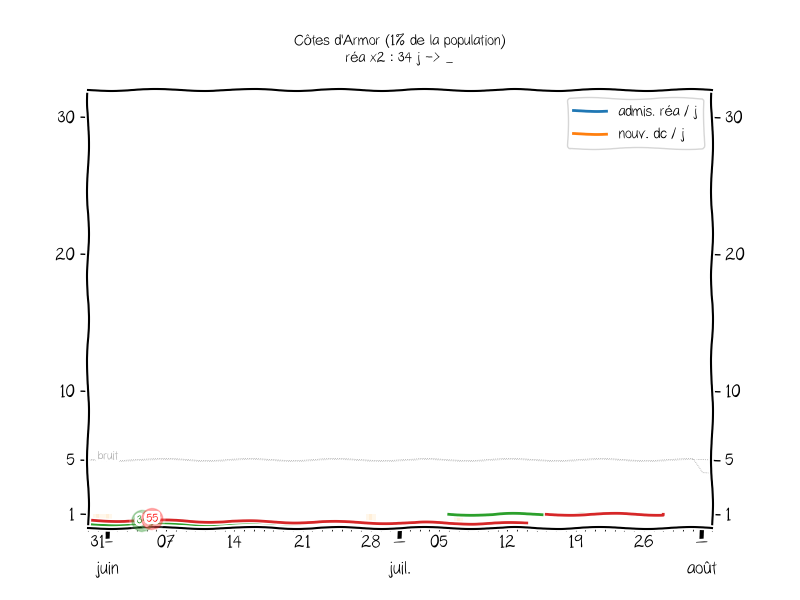 Côtes d'Armor (1% de la population)
réa x2 : 34 j -> _
admis. réa / j
nouv. dc / j
30
30
20
20
10
10
bruit
5
5
1
55
1
31 07 14 21 28 05 12 19 26
juin juil. août